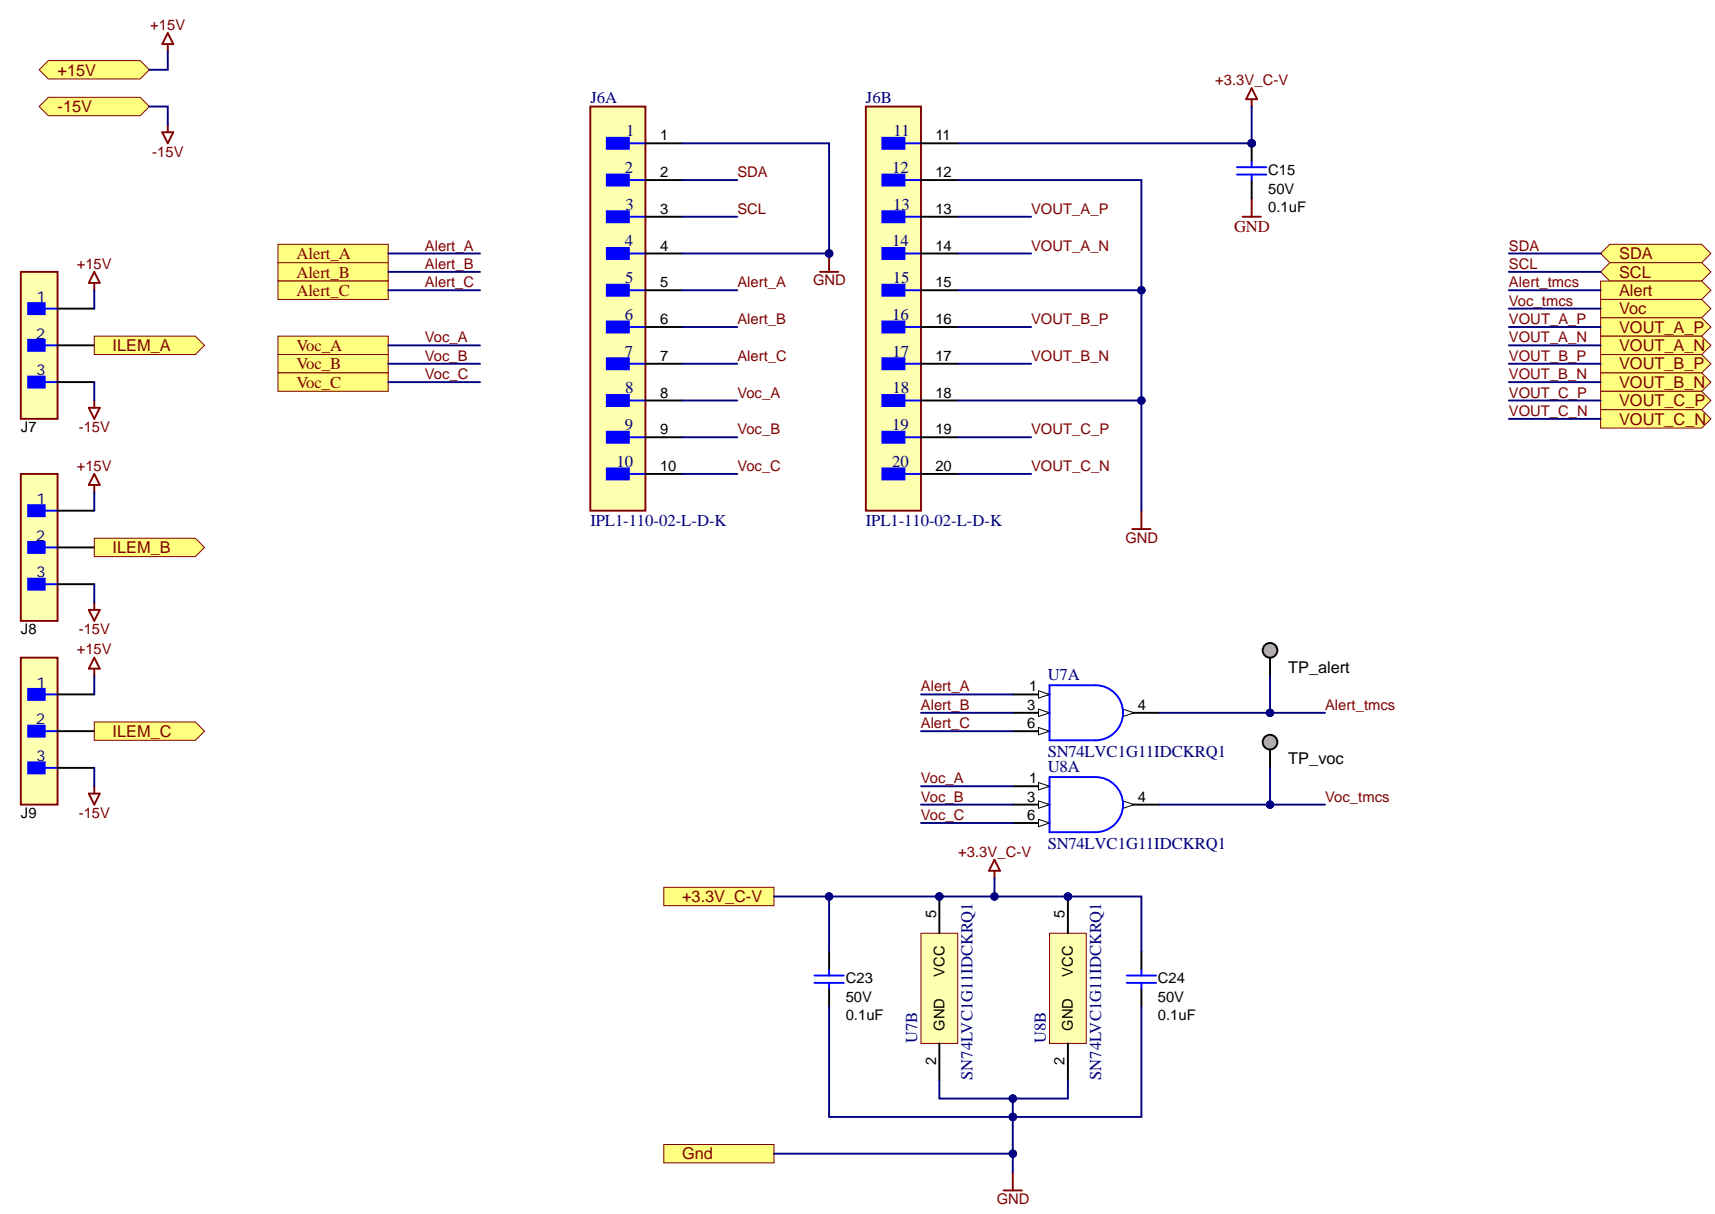 +15V
+15V
-15V
-15V
+15V
1
2
3
ILEM_A
-15V
J7
+15V
1
2
3
ILEM_B
-15V
J8
+15V
1
2
3
ILEM_C
-15V
J9
Alert_A Alert_A
Alert_B Alert_B
Alert_C Alert_C
Voc_A Voc_A
Voc_B Voc_B
Voc_C Voc_C
J6A
1 1
2 2 SDA
3 3 SCL
4 4
GND
5 5 Alert_A
6 6 Alert_B
7 7 Alert_C
8 8 Voc_A
9 9 Voc_B
10 10 Voc_C
IPL1-110-02-L-D-K
J6B
11 11
12 12
13 13 VOUT_A_P
14 14 VOUT_A_N
15 15
16 16 VOUT_B_P
17 17 VOUT_B_N
18 18
19 19 VOUT_C_P
20 20 VOUT_C_N
IPL1-110-02-L-D-K
GND
+3.3V_C-V
C15
50V
0.1uF
GND
SDA SDA
SCL SCL
Alert_tmcs Alert
Voc_tmcs Voc
VOUT_A_P VOUT_A_P
VOUT_A_N VOUT_A_N
VOUT_B_P VOUT_B_P
VOUT_B_N VOUT_B_N
VOUT_C_P VOUT_C_P
VOUT_C_N VOUT_C_N
U7A
Alert_A 1
Alert_B 3
Alert_C 6
4
TP_alert
Alert_tmcs
SN74LVC1G11IDCKRQ1
U8A
Voc_A 1
Voc_B 3
Voc_C 6
4
TP_voc
Voc_tmcs
SN74LVC1G11IDCKRQ1
+3.3V_C-V
+3.3V_C-V
C23
50V
0.1uF
5
VCC
GND
2
U7B
SN74LVC1G11IDCKRQ1
5
VCC
GND
2
U8B
SN74LVC1G11IDCKRQ1
C24
50V
0.1uF
Gnd
GND